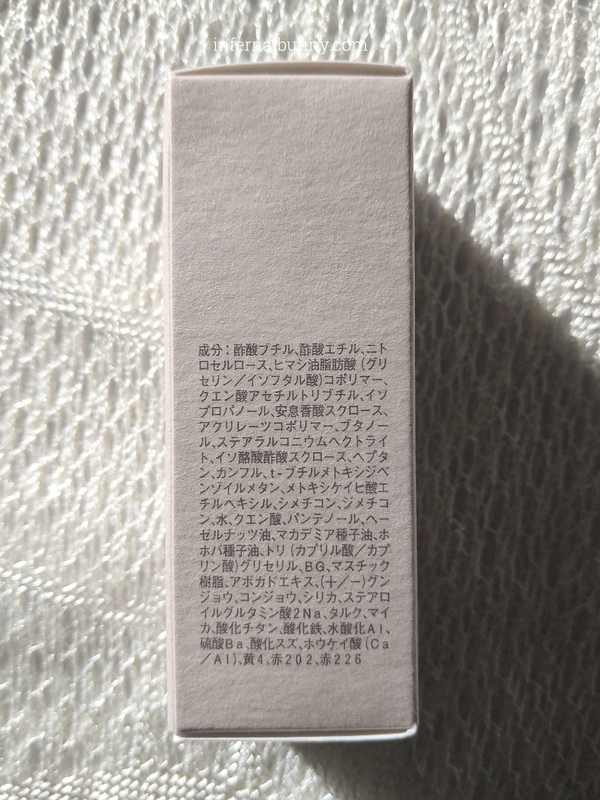 infernalbunny.com
成分：酢酸ブチル、酢酸エチル、ニト
ロセルロース、ヒマシ油脂肪酸（グリ
セリン／イソフタル酸）コポリマー、
クエン酸アセチルトリブチル、イソ
プロパノール、安息香酸スクロース、
アクリレーツコポリマー、ブタノー
ル、ステアラルコニウムヘクトライ
ト、イソ酪酸酢酸スクロース、ヘプタ
ン、カンフル、t-ブチルメトキシジベ
ンゾイルメタン、メトキシケイヒ酸エ
チルヘキシル、シメチコン、ジメチコ
ン、水、クエン酸、パンテノール、ヘー
ゼルナッツ油、マカデミア種子油、ホ
ホバ種子油、トリ（カプリル酸／カプ
リン酸）グリセリル、BG、マスチック
樹脂、アボカドエキス、（＋／－）グン
ジョウ、コンジョウ、シリカ、ステアロ
イルグルタミン酸2Na、タルク、マイ
カ、酸化チタン、酸化鉄、水酸化Al、
硫酸Ba、酸化スズ、ホウケイ酸（Ca
／Al）、黄4、赤202、赤226